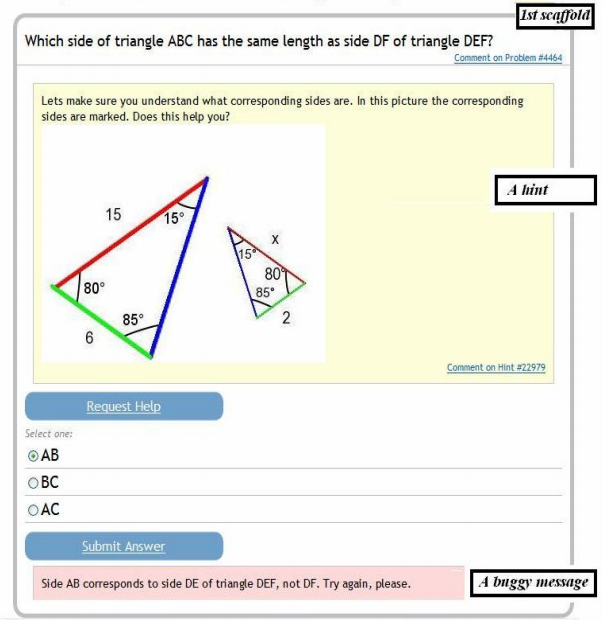 1st scaffold
Which side of triangle ABC has the same length as side DF of triangle DEF?
Comment on Problem #4464
Lets make sure you understand what corresponding sides are. In this picture the corresponding
sides are marked. Does this help you?
A hint
15
15°
x
15°
80°
80°
85°
85°
2
6
Comment on Hint #22979
Request Help
Select one:
AB
BC
AC
Submit Answer
Side AB corresponds to side DE of triangle DEF, not DF. Try again, please.
A buggy message